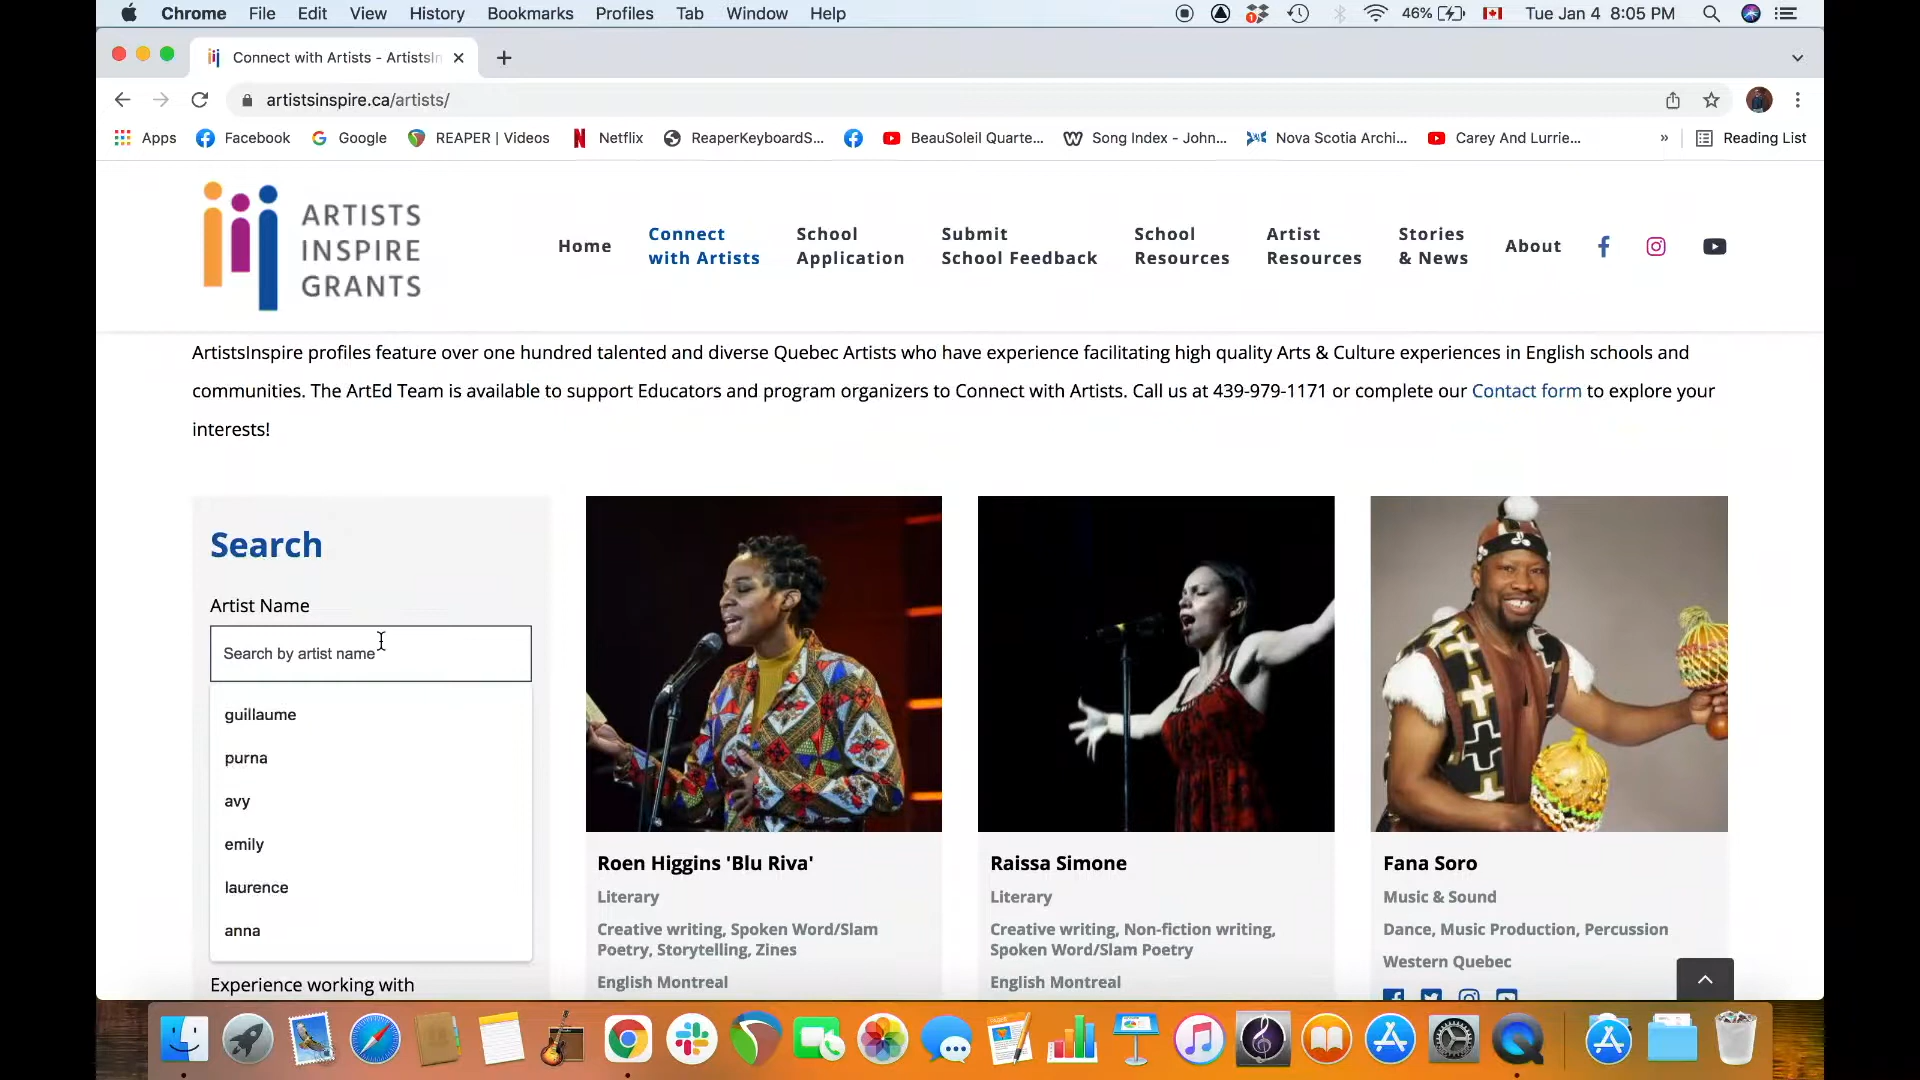 Chrome File Edit View History Bookmarks Profiles Tab Window Help 46% Tue Jan 4 8:05 PM
Connect with Artists - ArtistsIn
artistsinspire.ca/artists/
Apps Facebook Google REAPER | Videos Netflix ReaperKeyboardS... BeauSoleil Quarte... Song Index - John... Nova Scotia Archi... Carey And Lurrie... » Reading List
ARTISTS
INSPIRE
GRANTS
Home
Connect
with Artists
School
Application
Submit
School Feedback
School
Resources
Artist
Resources
Stories
& News
About
ArtistsInspire profiles feature over one hundred talented and diverse Quebec Artists who have experience facilitating high quality Arts & Culture experiences in English schools and
communities. The ArtEd Team is available to support Educators and program organizers to Connect with Artists. Call us at 439-979-1171 or complete our Contact form to explore your
interests!
Search
Artist Name
Search by artist name
guillaume
purna
avy
emily
laurence
anna
Experience working with
Roen Higgins 'Blu Riva'
Literary
Creative writing, Spoken Word/Slam
Poetry, Storytelling, Zines
English Montreal
Raissa Simone
Literary
Creative writing, Non-fiction writing,
Spoken Word/Slam Poetry
English Montreal
Fana Soro
Music & Sound
Dance, Music Production, Percussion
Western Quebec